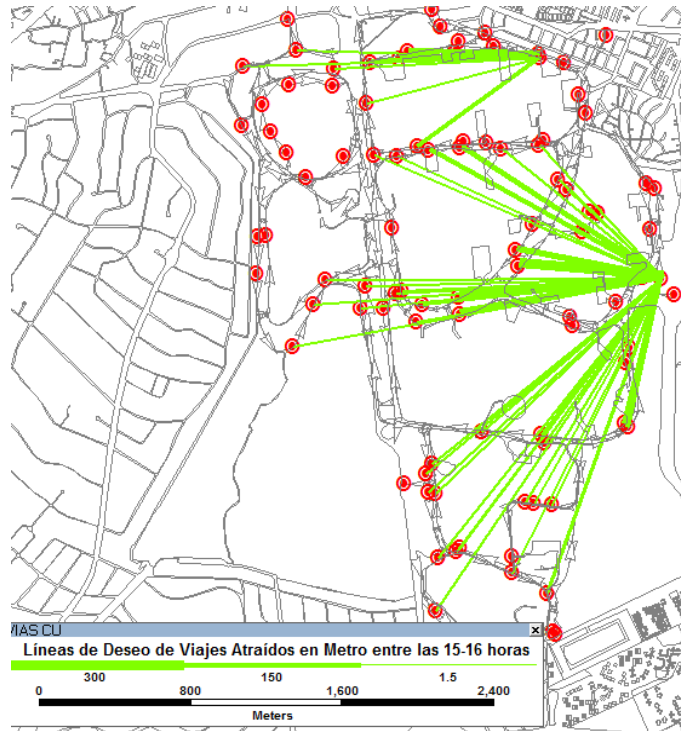 VIAS CU
Líneas de Deseo de Viajes Atraídos en Metro entre las 15-16 horas
300 150 1.5
0 800 1,600 2,400
Meters